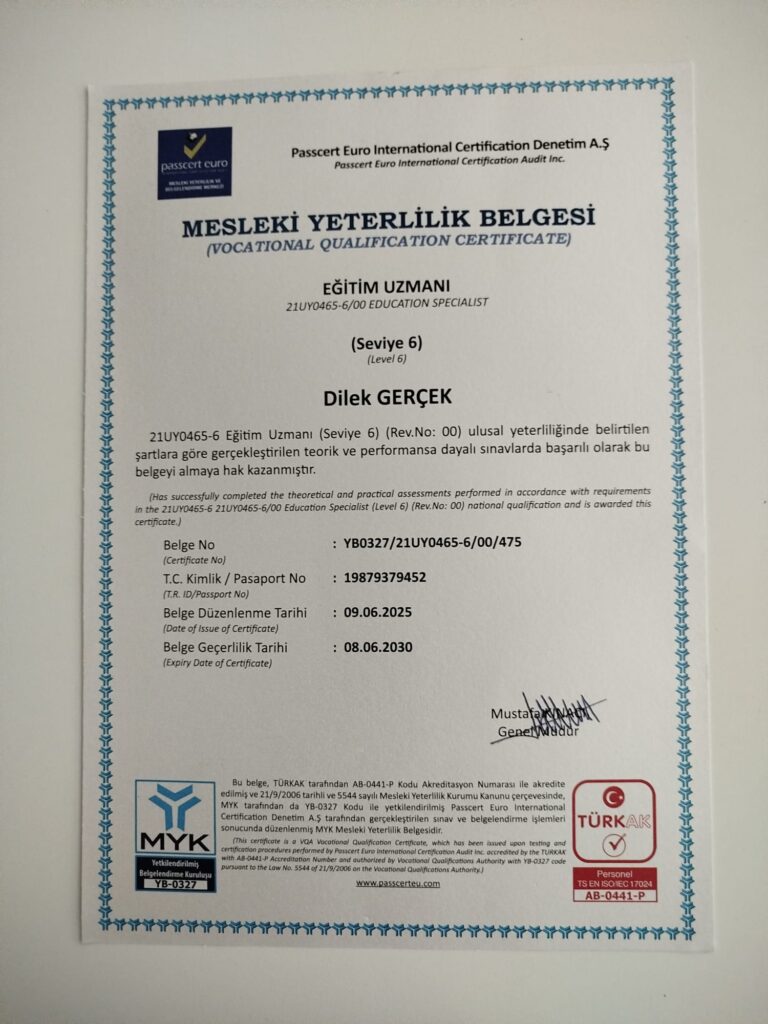 passcert euro
MESLEKİ YETERLİLİK VE
BELGELENDİRME MERKEZİ
Passcert Euro International Certification Denetim A.Ş
Passcert Euro International Certification Audit Inc.
MESLEKİ YETERLİLİK BELGESİ
(VOCATIONAL QUALIFICATION CERTIFICATE)
EĞİTİM UZMANI
21UY0465-6/00 EDUCATION SPECIALIST
(Seviye 6)
(Level 6)
Dilek GERÇEK
21UY0465-6 Eğitim Uzmanı (Seviye 6) (Rev.No: 00) ulusal yeterliliğinde belirtilen
şartlara göre gerçekleştirilen teorik ve performansa dayalı sınavlarda başarılı olarak bu
belgeyi almaya hak kazanmıştır.
(Has successfully completed the theoretical and practical assessments performed in accordance with requirements
in the 21UY0465-6 21UY0465-6/00 Education Specialist (Level 6) (Rev.No: 00) national qualification and is awarded this
certificate.)
Belge No : YB0327/21UY0465-6/00/475
(Certificate No)
T.C. Kimlik / Pasaport No : 19879379452
(T.R. ID/Passport No)
Belge Düzenlenme Tarihi : 09.06.2025
(Date of Issue of Certificate)
Belge Geçerlilik Tarihi : 08.06.2030
(Expiry Date of Certificate)
Mustafa
Genel Müdür
MYK
Yetkilendirilmiş
Belgelendirme Kuruluşu
YB-0327
Bu belge, TÜRKAK tarafından AB-0441-P Kodu Akreditasyon Numarası ile akredite
edilmiş ve 21/9/2006 tarihli ve 5544 sayılı Mesleki Yeterlilik Kurumu Kanunu çerçevesinde,
MYK tarafından da YB-0327 Kodu ile yetkilendirilmiş Passcert Euro International
Certification Denetim A.Ş tarafından gerçekleştirilen sınav ve belgelendirme işlemleri
sonucunda düzenlenmiş MYK Mesleki Yeterlilik Belgesidir.
(This certificate is a VQA Vocational Qualification Certificate, which has been issued upon testing and
certification procedures performed by Passcert Euro International Certification Audit Inc. accredited by the TURKAK
with AB-0441-P Accreditation Number and authorized by Vocational Qualifications Authority with YB-0327 code
pursuant to the Law No. 5544 of 21/9/2006 on the Vocational Qualifications Authority.)
www.passcerteu.com
TÜRKAK
Personel
TS EN ISO/IEC 17024
AB-0441-P